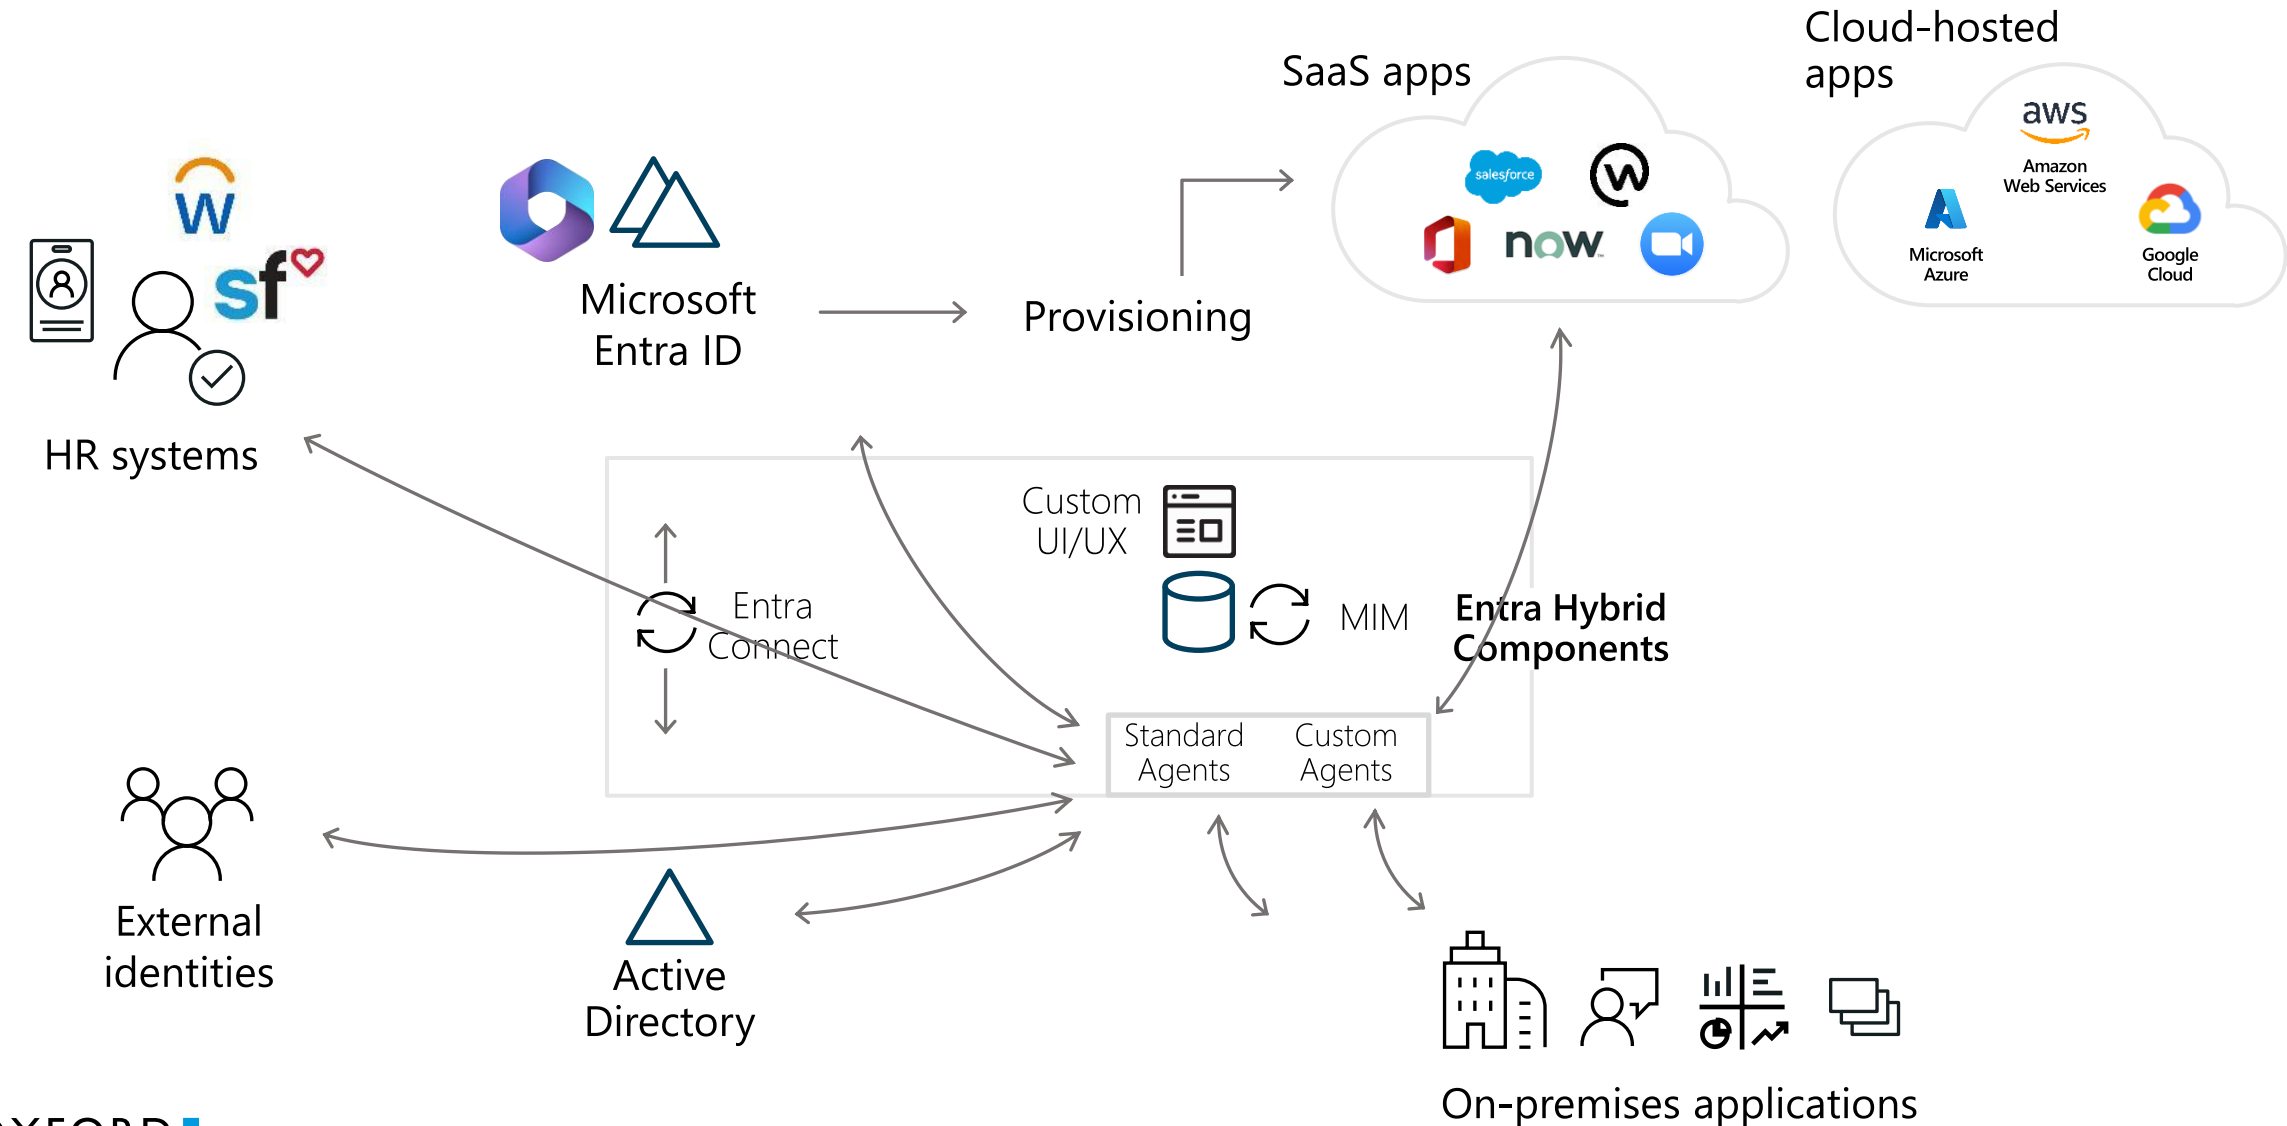 Cloud-hosted
apps
SaaS apps
aws
Amazon
Web Services
salesforce
W
W
now
Microsoft
Azure
Google
Cloud
sf
Microsoft
Entra ID
Provisioning
HR systems
Custom
UI/UX
Entra
Connect
MIM
Entra Hybrid
Components
Standard
Agents
Custom
Agents
External
identities
Active
Directory
On-premises applications
OXFORD